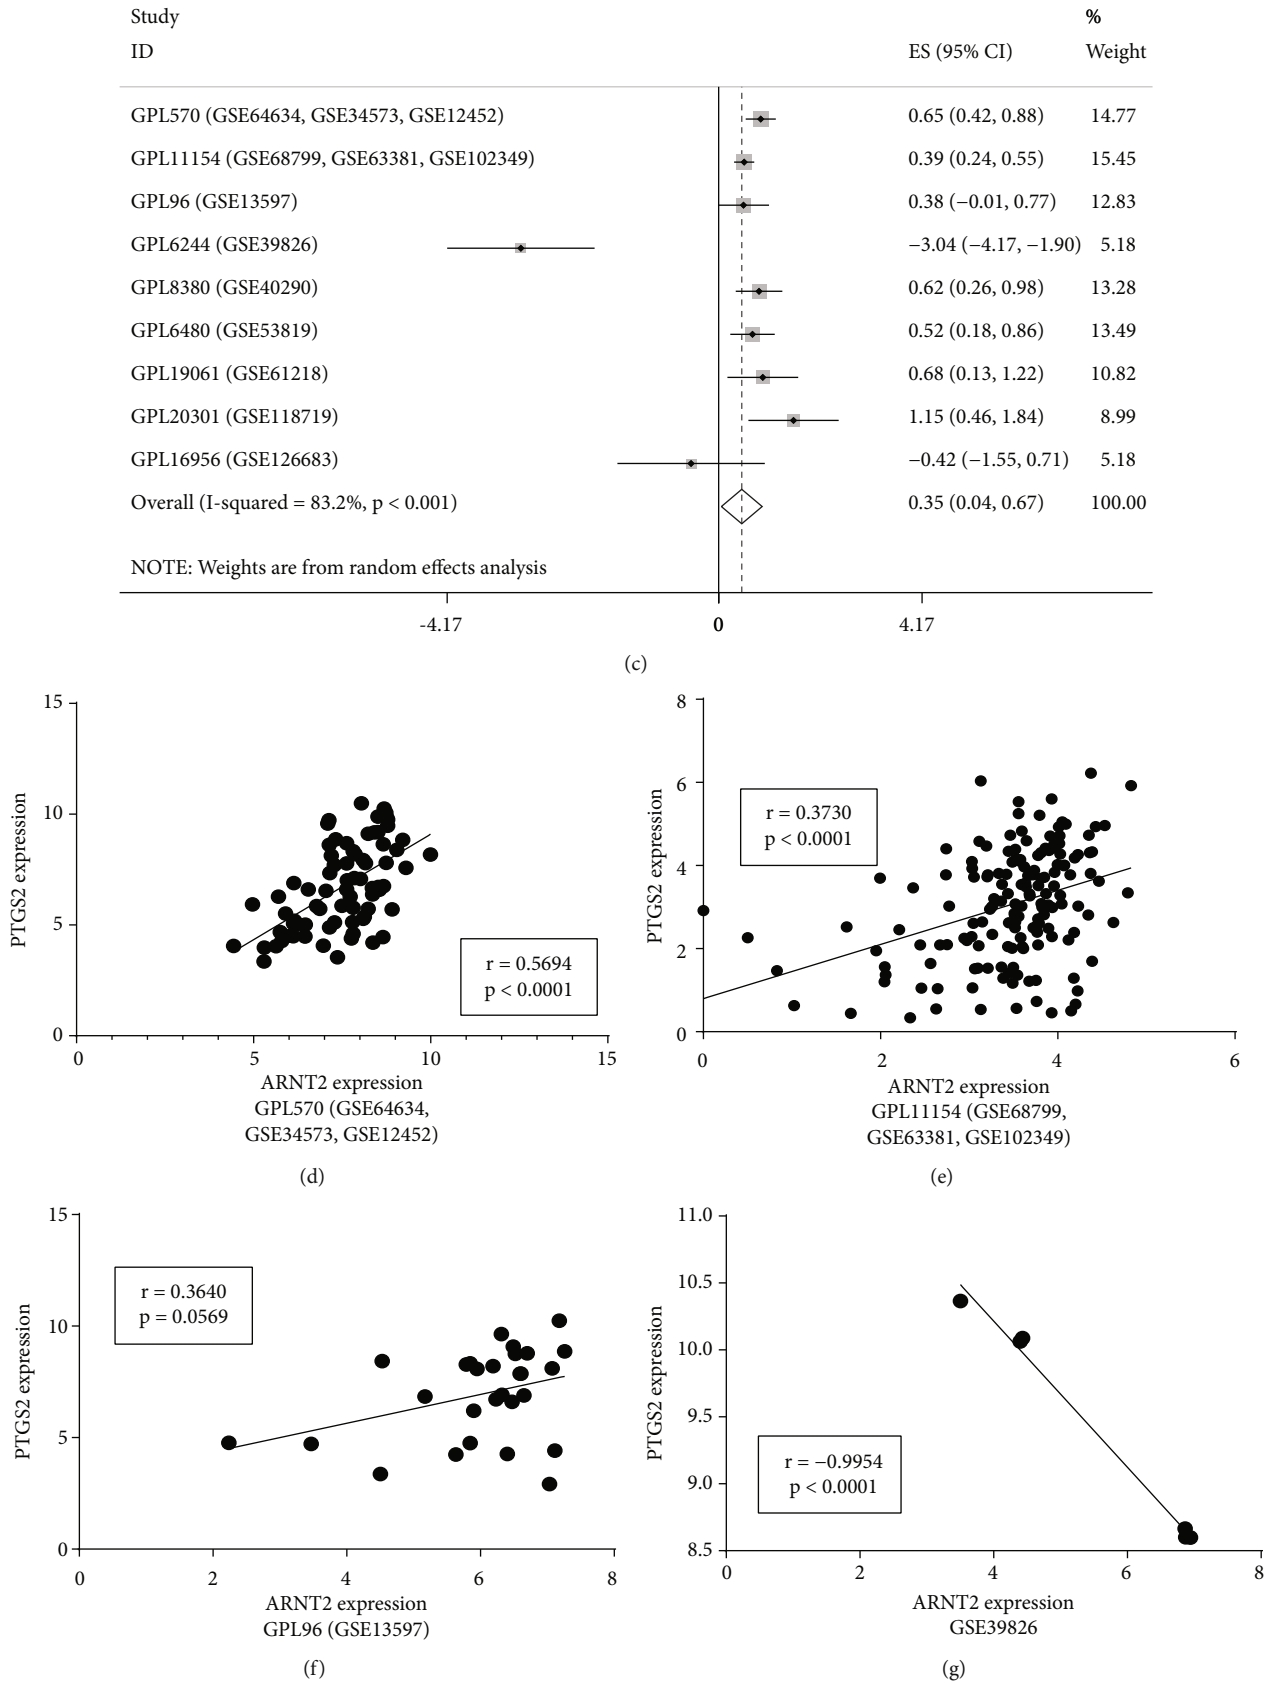 Study % 
ID ES (95% CI) Weight
GPL570 (GSE64634, GSE34573, GSE12452) 0.65 (0.42, 0.88) 14.77
GPL11154 (GSE68799, GSE63381, GSE102349) 0.39 (0.24, 0.55) 15.45
GPL96 (GSE13597) 0.38 (−0.01, 0.77) 12.83
GPL6244 (GSE39826) −3.04 (−4.17, −1.90) 5.18
GPL8380 (GSE40290) 0.62 (0.26, 0.98) 13.28
GPL6480 (GSE53819) 0.52 (0.18, 0.86) 13.49
GPL19061 (GSE61218) 0.68 (0.13, 1.22) 10.82
GPL20301 (GSE118719) 1.15 (0.46, 1.84) 8.99
GPL16956 (GSE126683) −0.42 (−1.55, 0.71) 5.18
Overall (I-squared = 83.2%, p < 0.001) 0.35 (0.04, 0.67) 100.00
NOTE: Weights are from random effects analysis
-4.17 0 4.17
(c)
15
10
5
0
PTGS2 expression
r = 0.5694
p < 0.0001
0 5 10 15
ARNT2 expression
GPL570 (GSE64634,
GSE34573, GSE12452)
(d)
8
6
4
2
0
PTGS2 expression
r = 0.3730
p < 0.0001
0 2 4 6
ARNT2 expression
GPL11154 (GSE68799,
GSE63381, GSE102349)
(e)
15
10
5
0
PTGS2 expression
r = 0.3640
p = 0.0569
0 2 4 6 8
ARNT2 expression
GPL96 (GSE13597)
(f)
11.0
10.5
10.0
9.5
9.0
8.5
PTGS2 expression
r = −0.9954
p < 0.0001
0 2 4 6 8
ARNT2 expression
GSE39826
(g)